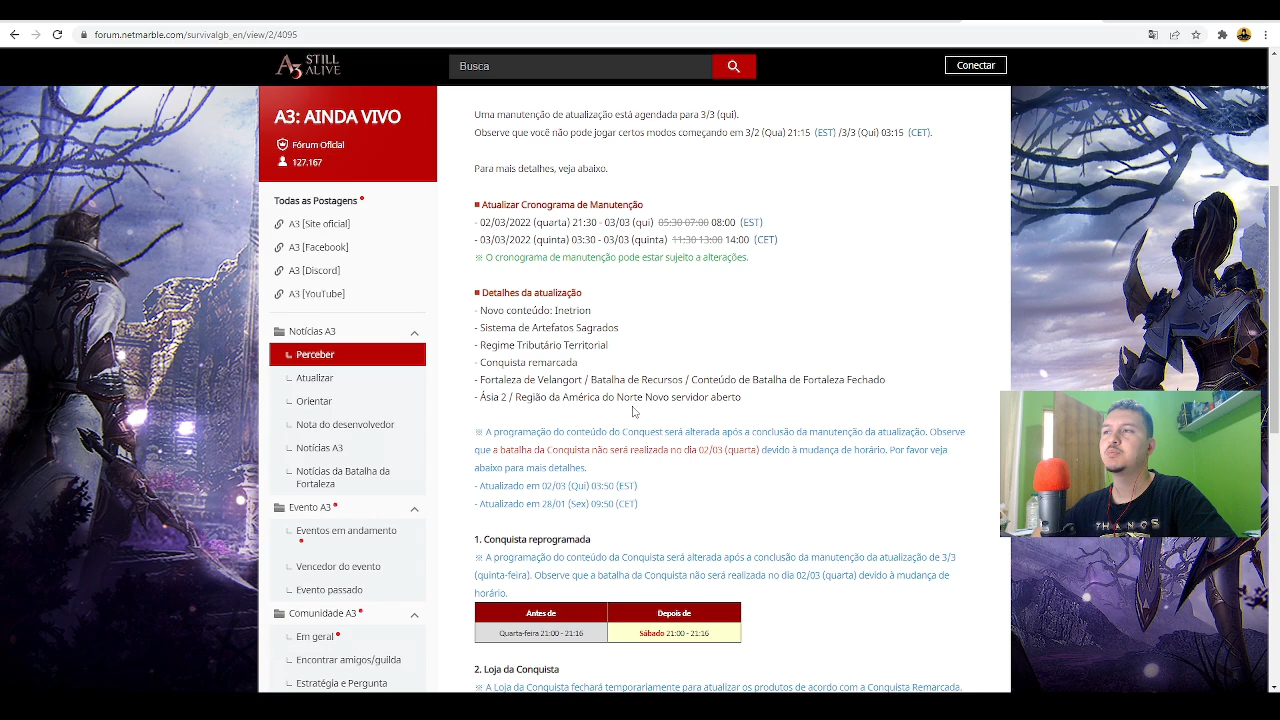 forum.netmarble.com/survivalgb_en/view/2/4095
A3 STILL ALIVE
Busca
Conectar
A3: AINDA VIVO
Fórum Oficial
127.167
Todas as Postagens
A3 [Site oficial]
A3 [Facebook]
A3 [Discord]
A3 [YouTube]
Notícias A3
Perceber
Atualizar
Orientar
Nota do desenvolvedor
Notícias A3
Notícias da Batalha da
Fortaleza
Evento A3
Eventos em andamento
Vencedor do evento
Evento passado
Comunidade A3
Em geral
Encontrar amigos/guilda
Estratégia e Pergunta
Uma manutenção de atualização está agendada para 3/3 (qui).
Observe que você não pode jogar certos modos começando em 3/2 (Qua) 21:15 (EST) /3/3 (Qui) 03:15 (CET).
Para mais detalhes, veja abaixo.
■ Atualizar Cronograma de Manutenção
- 02/03/2022 (quarta) 21:30 - 03/03 (qui) 05:30 07:00 08:00 (EST)
- 03/03/2022 (quinta) 03:30 - 03/03 (quinta) 11:30 13:00 14:00 (CET)
※ O cronograma de manutenção pode estar sujeito a alterações.
■ Detalhes da atualização
- Novo conteúdo: Inetrion
- Sistema de Artefatos Sagrados
- Regime Tributário Territorial
- Conquista remarcada
- Fortaleza de Velangort / Batalha de Recursos / Conteúdo de Batalha de Fortaleza Fechado
- Ásia 2 / Região da América do Norte Novo servidor aberto
※ A programação do conteúdo do Conquest será alterada após a conclusão da manutenção da atualização. Observe
que a batalha da Conquista não será realizada no dia 02/03 (quarta) devido à mudança de horário. Por favor veja
abaixo para mais detalhes.
- Atualizado em 02/03 (Qui) 03:50 (EST)
- Atualizado em 28/01 (Sex) 09:50 (CET)
1. Conquista reprogramada
※ A programação do conteúdo da Conquista será alterada após a conclusão da manutenção da atualização de 3/3
(quinta-feira). Observe que a batalha da Conquista não será realizada no dia 02/03 (quarta) devido à mudança de
horário.
Antes de Depois de
Quarta-feira 21:00 - 21:16 Sábado 21:00 - 21:16
2. Loja da Conquista
※ A Loja da Conquista fechará temporariamente para atualizar os produtos de acordo com a Conquista Remarcada.
THANOS